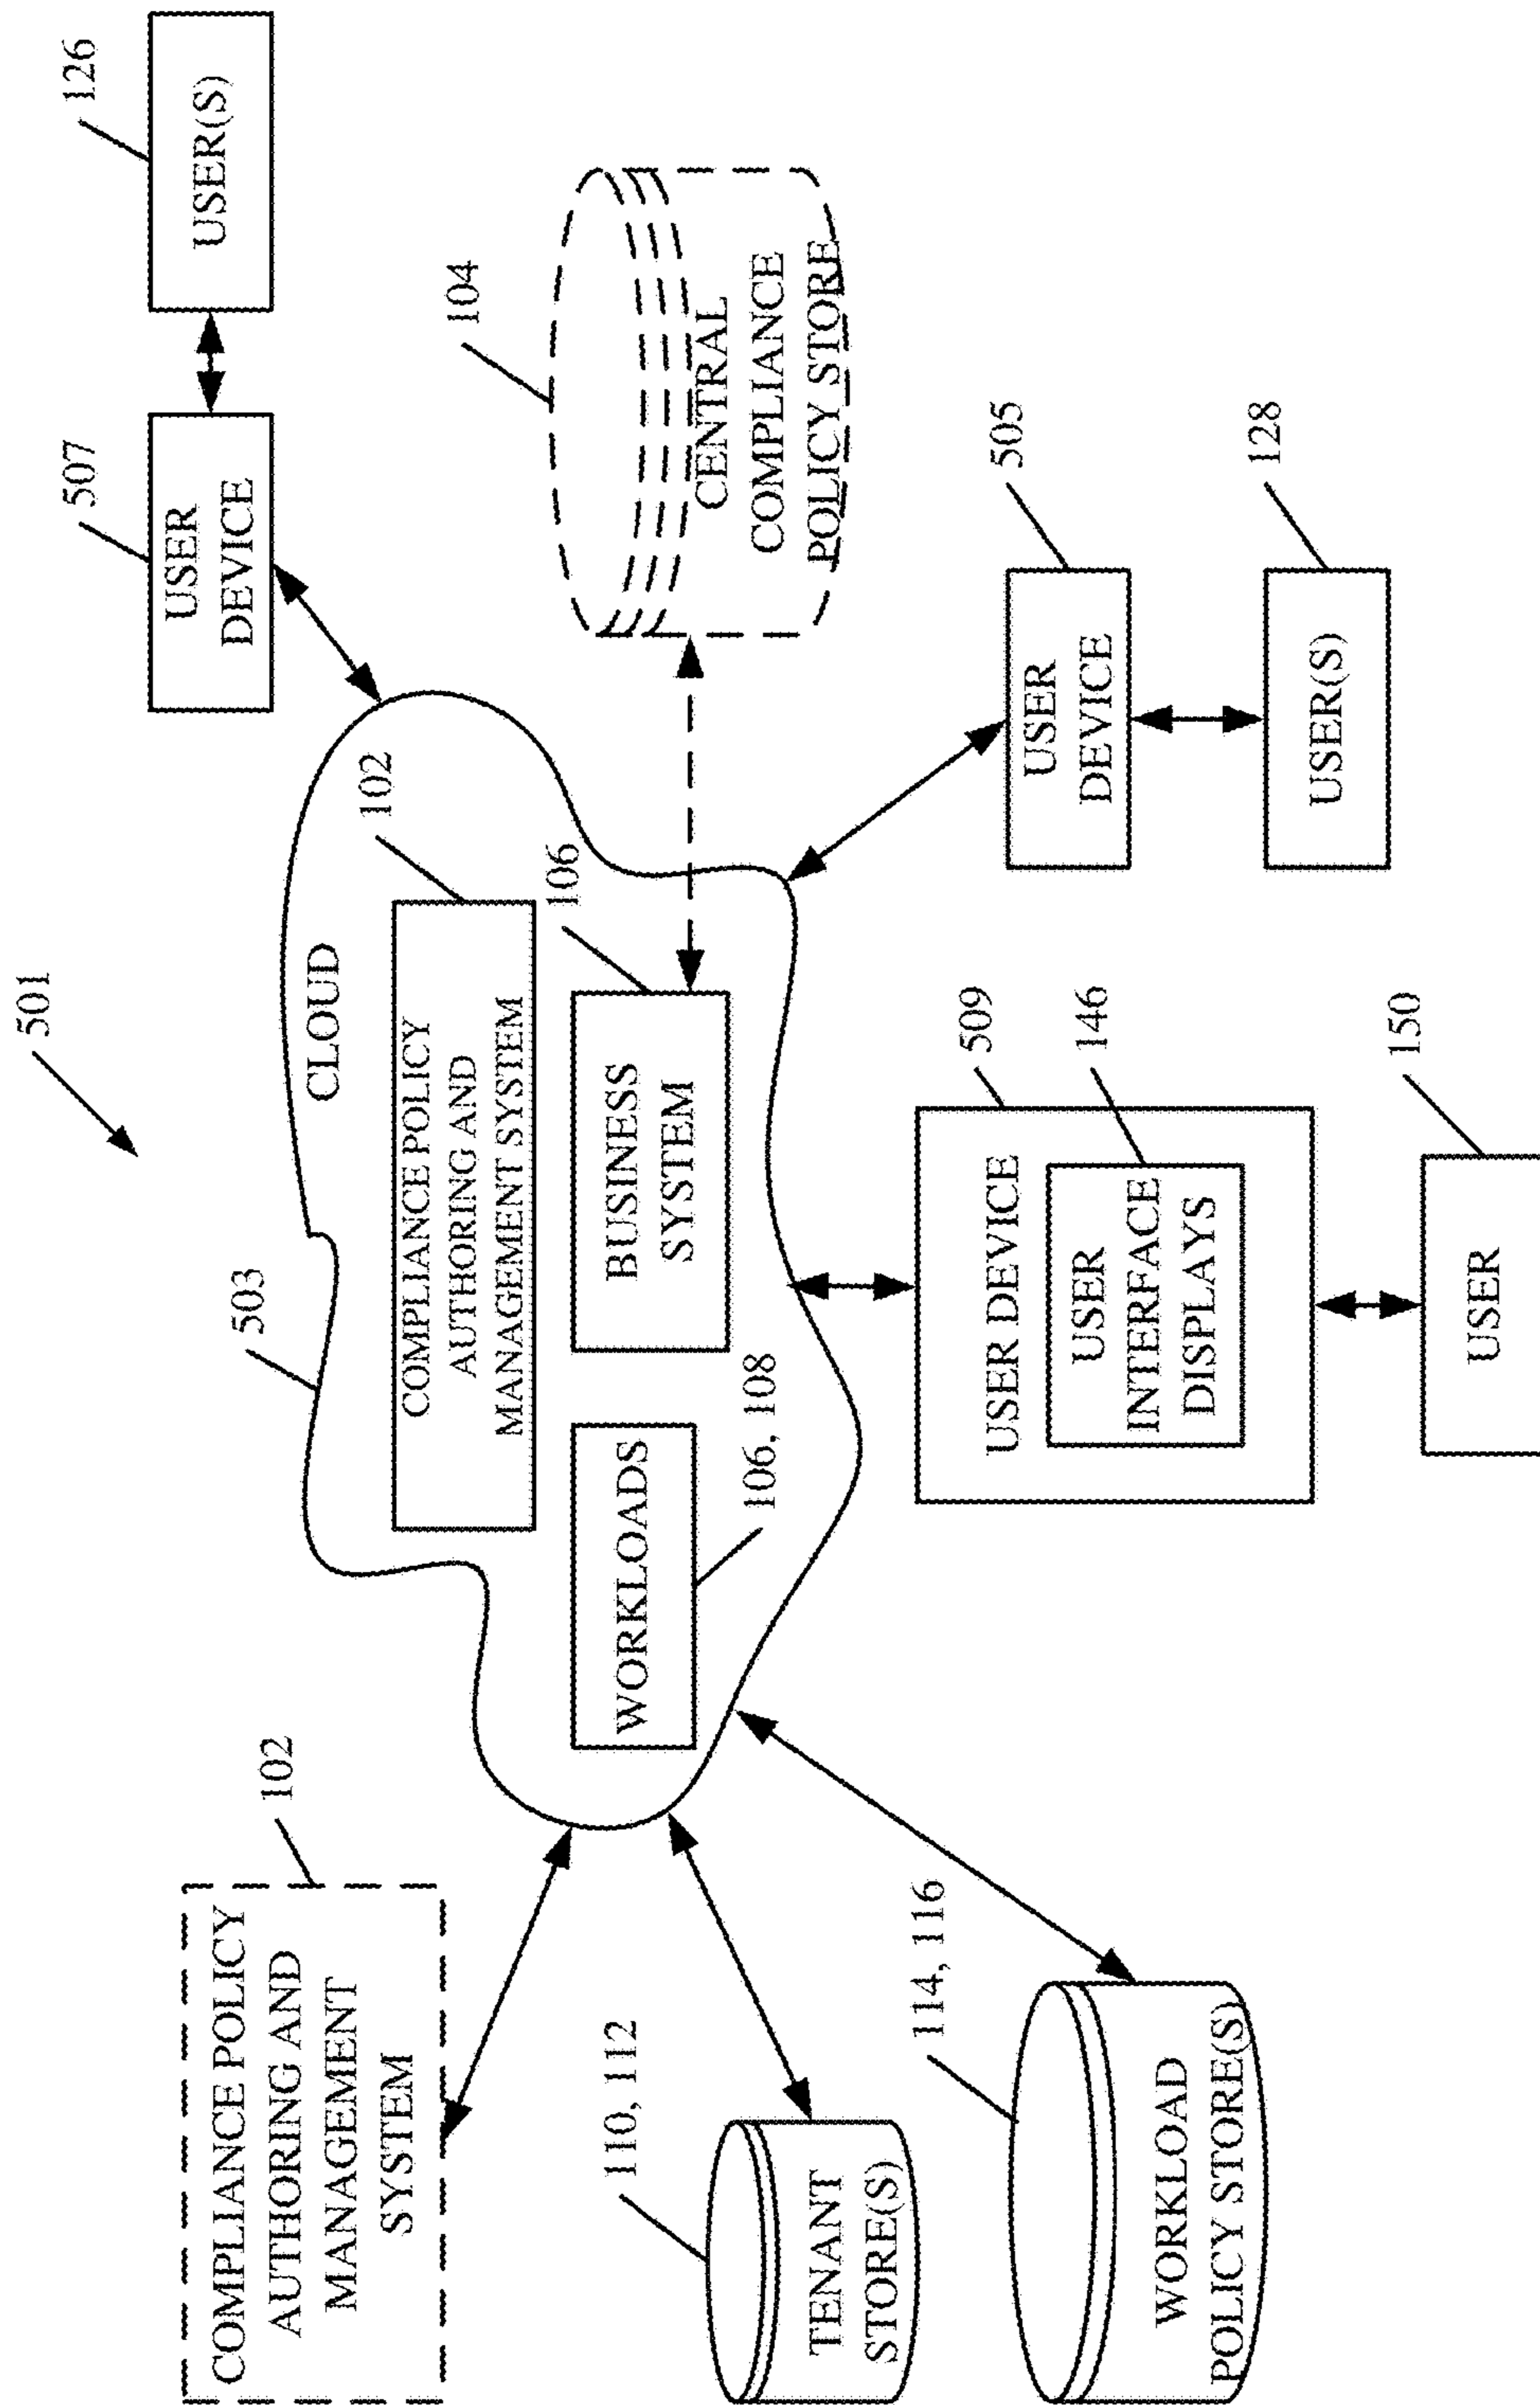 501
503
CLOUD
102
COMPLIANCE POLICY
AUTHORING AND
MANAGEMENT SYSTEM
106
BUSINESS
SYSTEM
WORKLOADS
106, 108
102
COMPLIANCE POLICY
AUTHORING AND
MANAGEMENT
SYSTEM
110, 112
TENANT
STORE(S)
114, 116
WORKLOAD
POLICY STORE(S)
507
USER
DEVICE
126
USER(S)
104
CENTRAL
COMPLIANCE
POLICY STORE
505
USER
DEVICE
128
USER(S)
509
USER DEVICE
146
USER
INTERFACE
DISPLAYS
150
USER